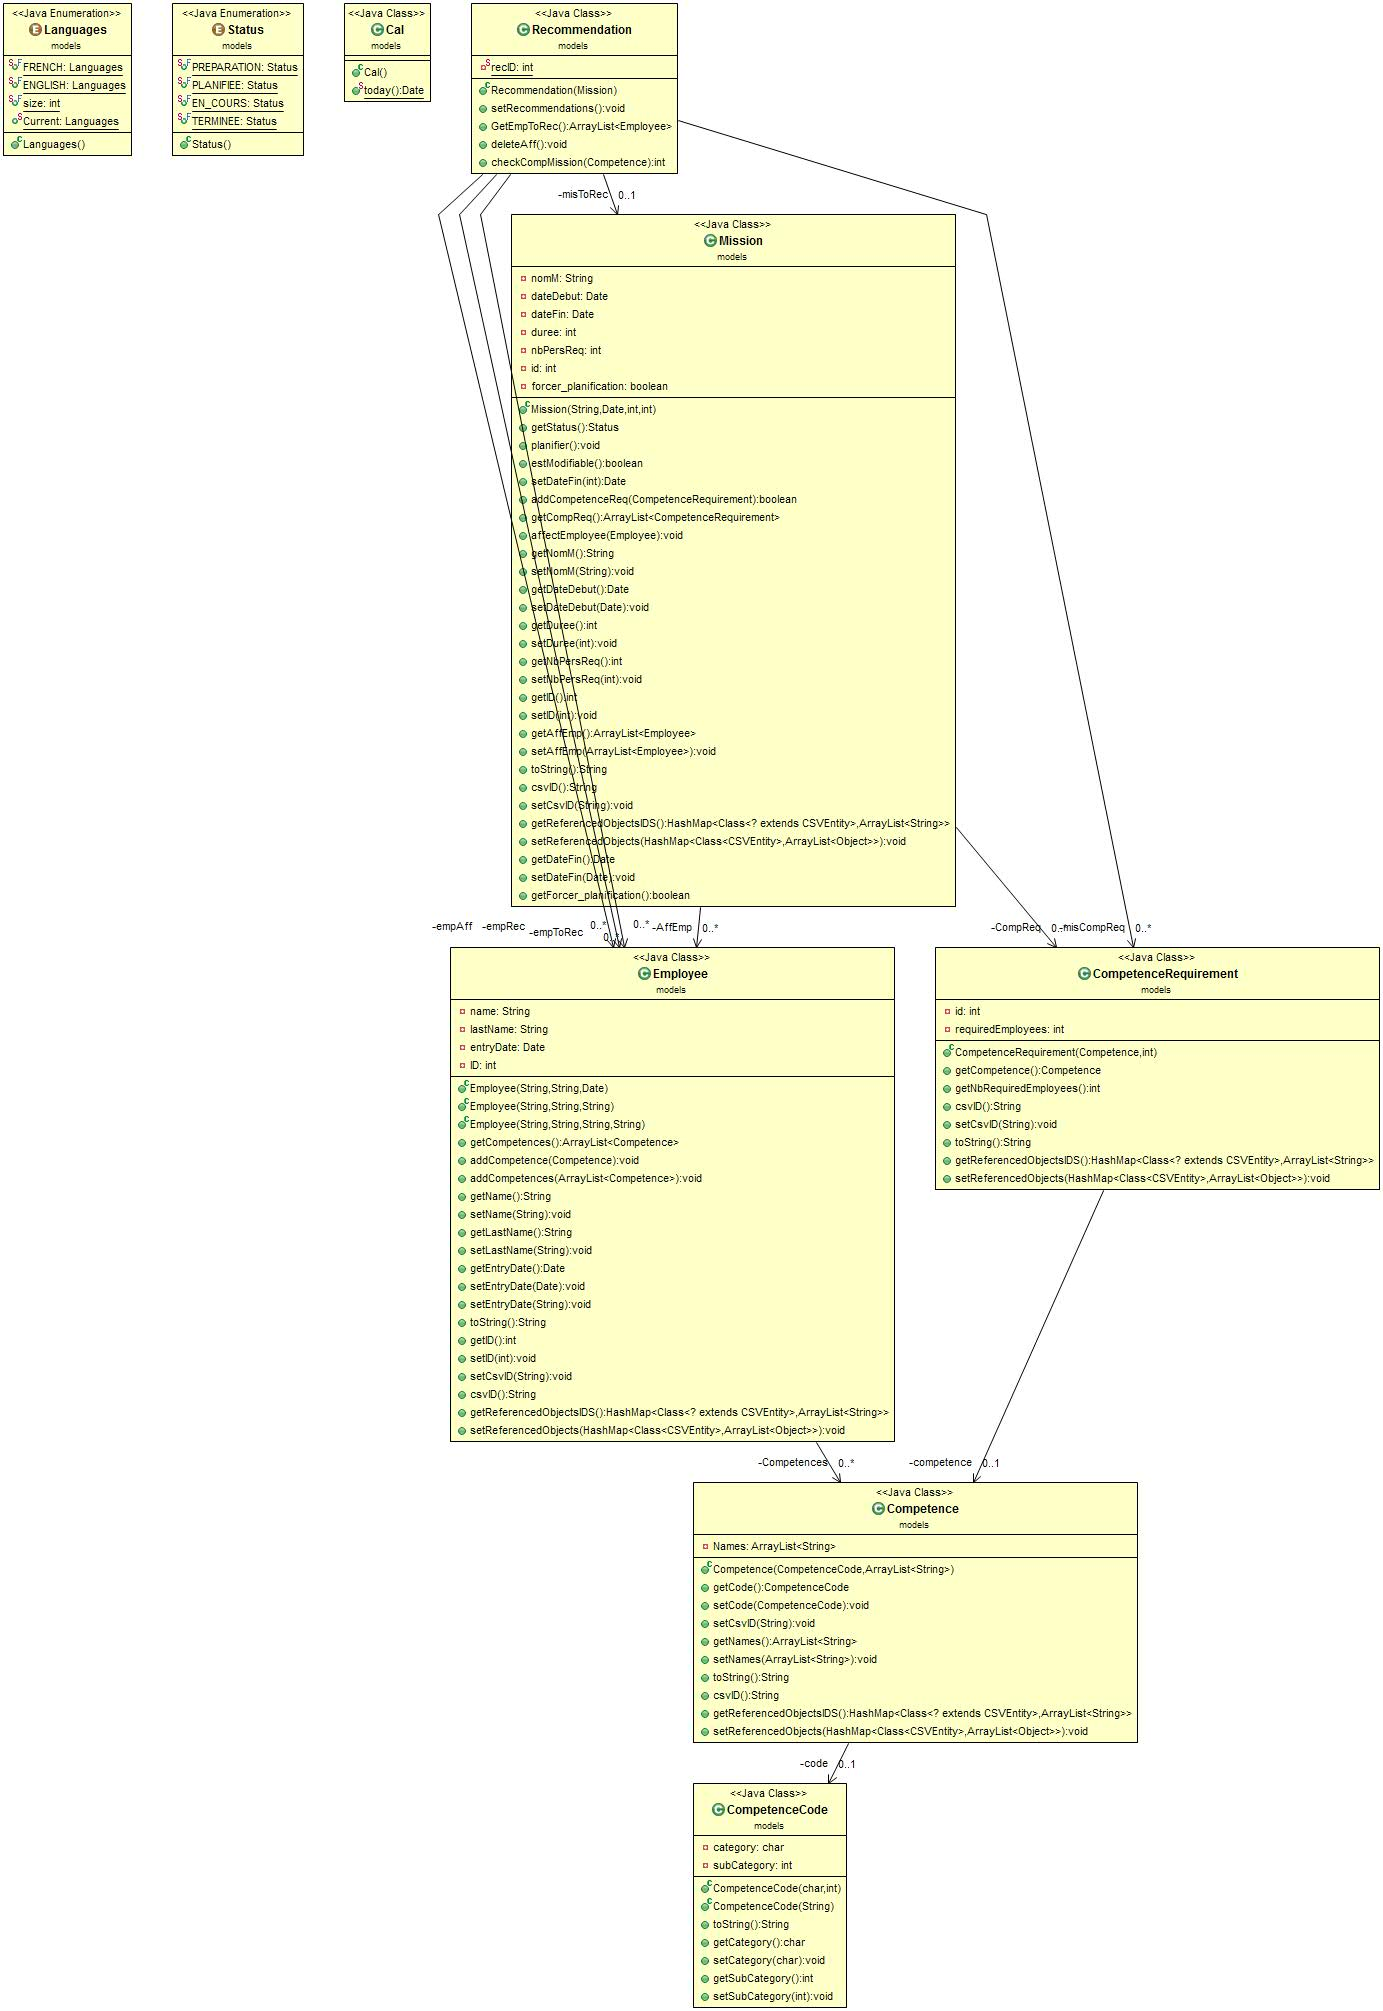 <<Java Enumeration>>
Languages
models
FRENCH: Languages
ENGLISH: Languages
size: int
Current: Languages
Languages()
<<Java Enumeration>>
Status
models
PREPARATION: Status
PLANIFIEE: Status
EN_COURS: Status
TERMINEE: Status
Status()
<<Java Class>>
Cal
models
Cal()
today():Date
<<Java Class>>
Recommendation
models
recID: int
Recommendation(Mission)
setRecommendations():void
GetEmpToRec():ArrayList<Employee>
deleteAff():void
checkCompMission(Competence):int
-misToRec 0..1
<<Java Class>>
Mission
models
nomM: String
dateDebut: Date
dateFin: Date
duree: int
nbPersReq: int
id: int
forcer_planification: boolean
Mission(String,Date,int,int)
getStatus():Status
planifier():void
estModifiable():boolean
setDateFin(int):Date
addCompetenceReq(CompetenceRequirement):boolean
getCompReq():ArrayList<CompetenceRequirement>
affectEmployee(Employee):void
getNomM():String
setNomM(String):void
getDateDebut():Date
setDateDebut(Date):void
getDuree():int
setDuree(int):void
getNbPersReq():int
setNbPersReq(int):void
getID():int
setID(int):void
getAffEmp():ArrayList<Employee>
setAffEmp(ArrayList<Employee>):void
toString():String
csvID():String
setCsvID(String):void
getReferencedObjectsIDS():HashMap<Class<? extends CSVEntity>,ArrayList<String>>
setReferencedObjects(HashMap<Class<CSVEntity>,ArrayList<Object>>):void
getDateFin():Date
setDateFin(Date):void
getForcer_planification():boolean
-empAff -empRec -empToRec 0..* 0..* 0..* -AffEmp 0..*
-CompReq 0..* -misCompReq 0..*
<<Java Class>>
Employee
models
name: String
lastName: String
entryDate: Date
ID: int
Employee(String,String,Date)
Employee(String,String,String)
Employee(String,String,String,String)
getCompetences():ArrayList<Competence>
addCompetence(Competence):void
addCompetences(ArrayList<Competence>):void
getName():String
setName(String):void
getLastName():String
setLastName(String):void
getEntryDate():Date
setEntryDate(Date):void
setEntryDate(String):void
toString():String
getID():int
setID(int):void
setCsvID(String):void
csvID():String
getReferencedObjectsIDS():HashMap<Class<? extends CSVEntity>,ArrayList<String>>
setReferencedObjects(HashMap<Class<CSVEntity>,ArrayList<Object>>):void
<<Java Class>>
CompetenceRequirement
models
id: int
requiredEmployees: int
CompetenceRequirement(Competence,int)
getCompetence():Competence
getNbRequiredEmployees():int
csvID():String
setCsvID(String):void
toString():String
getReferencedObjectsIDS():HashMap<Class<? extends CSVEntity>,ArrayList<String>>
setReferencedObjects(HashMap<Class<CSVEntity>,ArrayList<Object>>):void
-Competences 0..*
-competence 0..1
<<Java Class>>
Competence
models
Names: ArrayList<String>
Competence(CompetenceCode,ArrayList<String>)
getCode():CompetenceCode
setCode(CompetenceCode):void
setCsvID(String):void
getNames():ArrayList<String>
setNames(ArrayList<String>):void
toString():String
csvID():String
getReferencedObjectsIDS():HashMap<Class<? extends CSVEntity>,ArrayList<String>>
setReferencedObjects(HashMap<Class<CSVEntity>,ArrayList<Object>>):void
-code 0..1
<<Java Class>>
CompetenceCode
models
category: char
subCategory: int
CompetenceCode(char,int)
CompetenceCode(String)
toString():String
getCategory():char
setCategory(char):void
getSubCategory():int
setSubCategory(int):void